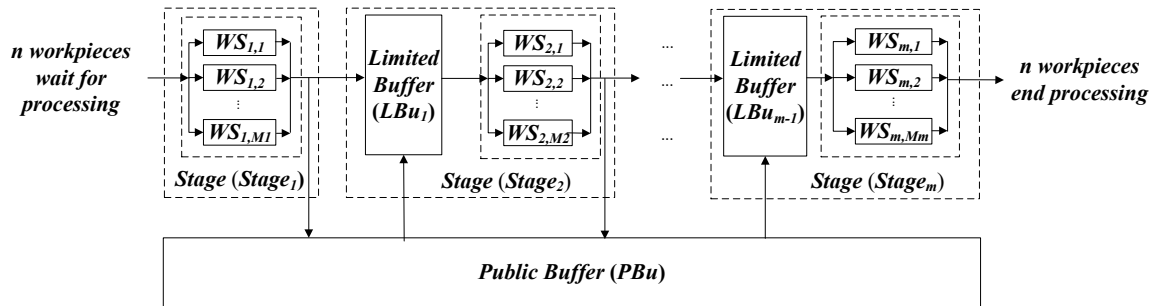 n workpieces
wait for
processing
WS1,1
WS1,2
⋮
WS1,M1
Stage (Stage1)
Limited
Buffer
(LBu1)
WS2,1
WS2,2
⋮
WS2,M2
Stage (Stage2)
...
...
...
Limited
Buffer
(LBum-1)
WSm,1
WSm,2
⋮
WSm,Mm
Stage (Stagem)
n workpieces
end processing
Public Buffer (PBu)